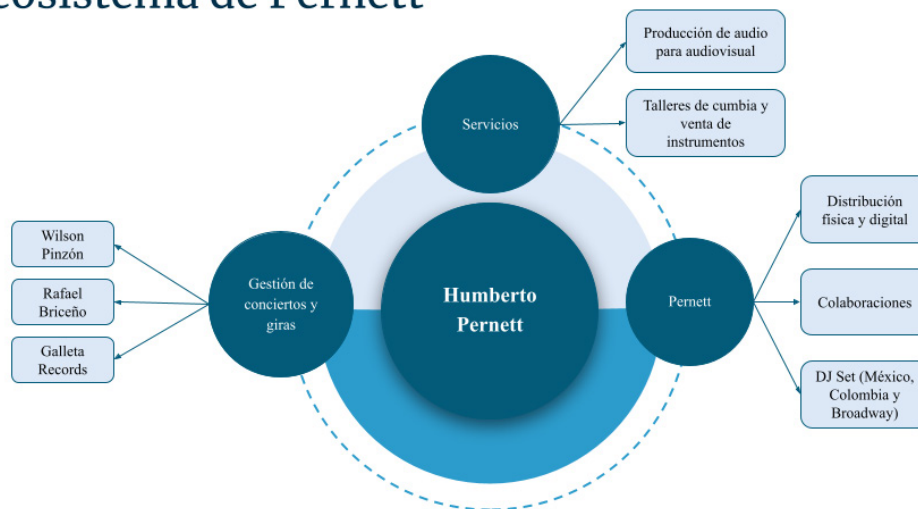 cosistema de Pernett
Producción de audio
para audiovisual
Servicios
Talleres de cumbia y
venta de
instrumentos
Distribución
física y digital
Wilson
Pinzón
Gestión de
conciertos y
giras
Rafael
Briceño
Humberto
Pernett
Pernett
Colaboraciones
Galleta
Records
DJ Set (México,
Colombia y
Broadway)